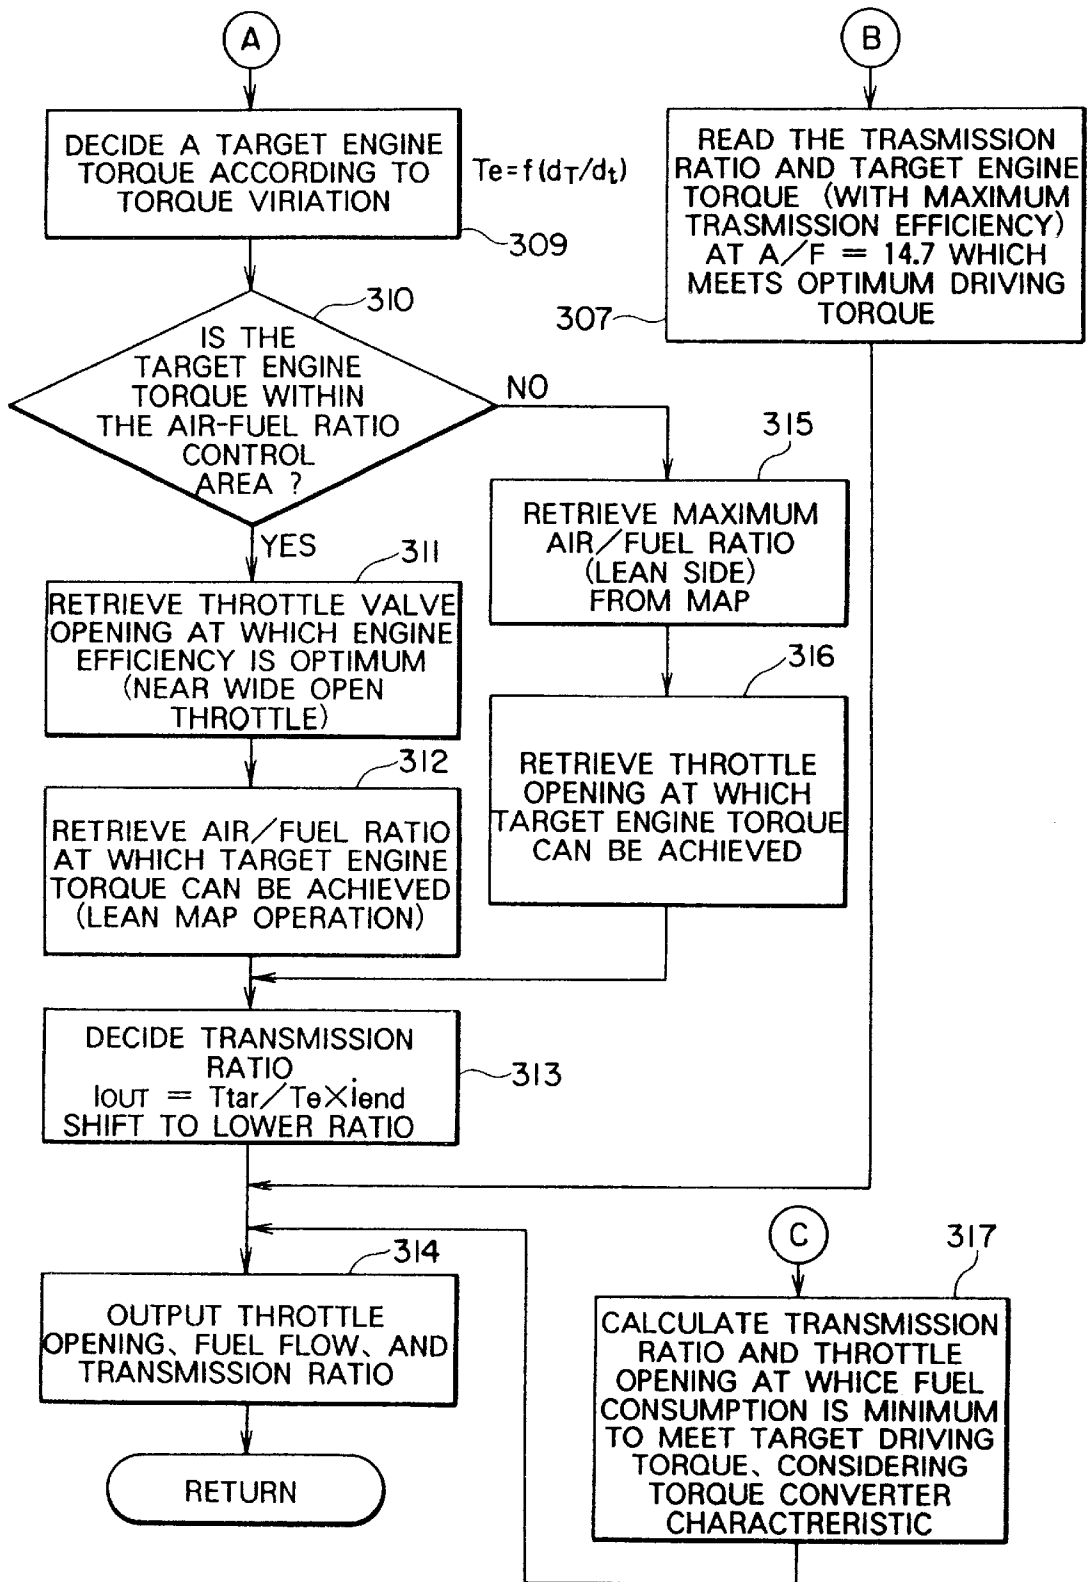 A
DECIDE A TARGET ENGINE
TORQUE ACCORDING TO
TORQUE VIRIATION
Te=f(dT/dt)
309
310
IS THE
TARGET ENGINE
TORQUE WITHIN
THE AIR-FUEL RATIO
CONTROL
AREA ?
NO
YES
311
RETRIEVE THROTTLE VALVE
OPENING AT WHICH ENGINE
EFFICIENCY IS OPTIMUM
(NEAR WIDE OPEN
THROTTLE)
312
RETRIEVE AIR/FUEL RATIO
AT WHICH TARGET ENGINE
TORQUE CAN BE ACHIEVED
(LEAN MAP OPERATION)
315
RETRIEVE MAXIMUM
AIR/FUEL RATIO
(LEAN SIDE)
FROM MAP
316
RETRIEVE THROTTLE
OPENING AT WHICH
TARGET ENGINE TORQUE
CAN BE ACHIEVED
DECIDE TRANSMISSION
RATIO
IOUT = Ttar/Te×iend
SHIFT TO LOWER RATIO
313
B
READ THE TRASMISSION
RATIO AND TARGET ENGINE
TORQUE (WITH MAXIMUM
TRASMISSION EFFICIENCY)
AT A/F = 14.7 WHICH
MEETS OPTIMUM DRIVING
TORQUE
307
314
OUTPUT THROTTLE
OPENING、FUEL FLOW、AND
TRANSMISSION RATIO
RETURN
C
317
CALCULATE TRANSMISSION
RATIO AND THROTTLE
OPENING AT WHICE FUEL
CONSUMPTION IS MINIMUM
TO MEET TARGET DRIVING
TORQUE、CONSIDERING
TORQUE CONVERTER
CHARACTRERISTIC